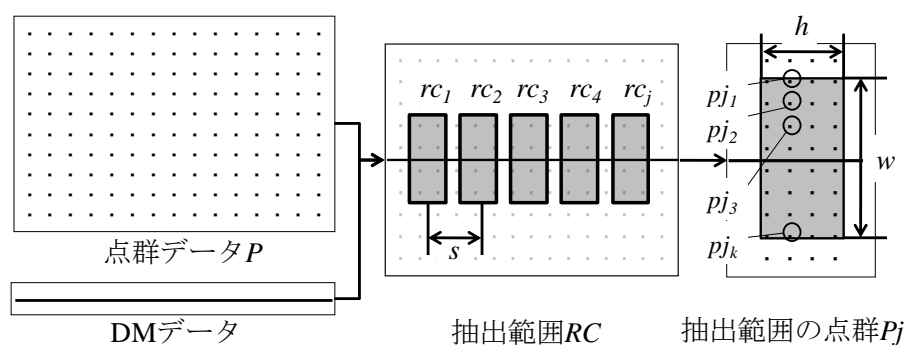 点群データP
DMデータ
rc1
rc2
rc3
rc4
rcj
s
抽出範囲RC
h
pj1
pj2
pj3
pjk
w
抽出範囲の点群Pj